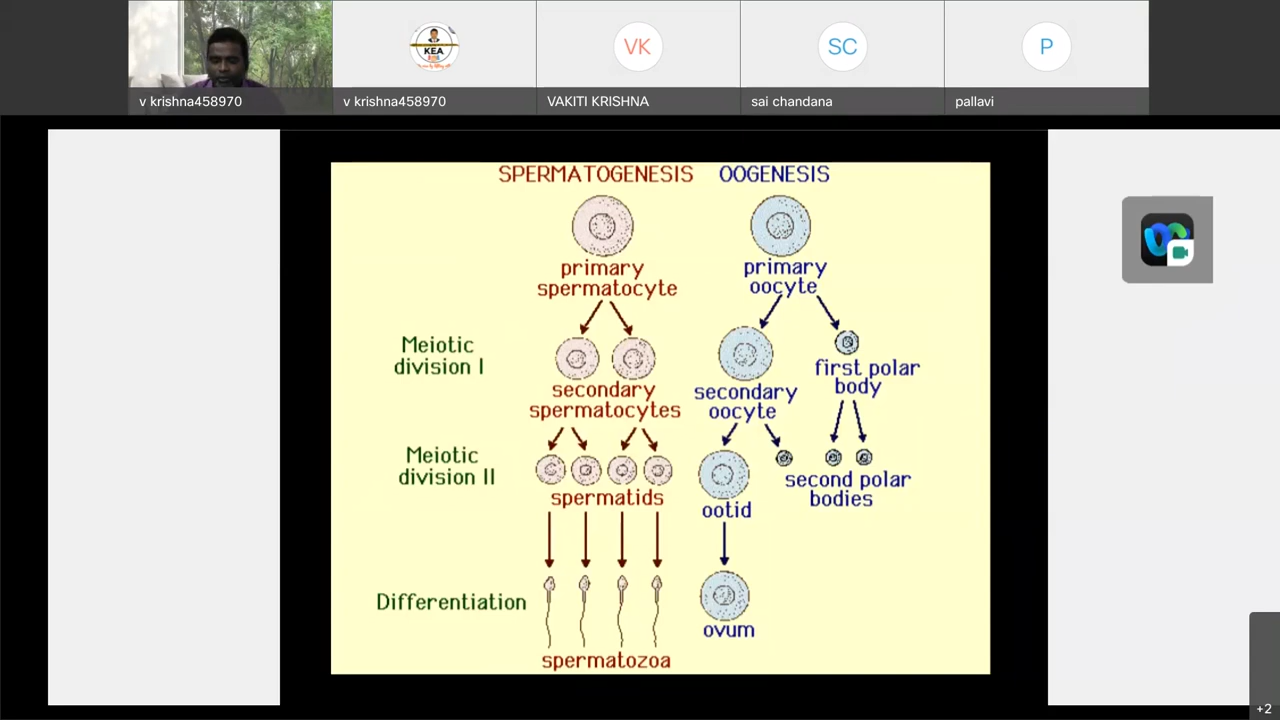 KEA
VK
SC
P
v krishna458970
v krishna458970
VAKITI KRISHNA
sai chandana
pallavi
SPERMATOGENESIS
OOGENESIS
primary
spermatocyte
primary
oocyte
Meiotic
division I
secondary
spermatocytes
secondary
oocyte
first polar
body
Meiotic
division II
spermatids
ootid
second polar
bodies
Differentiation
spermatozoa
ovum
+2